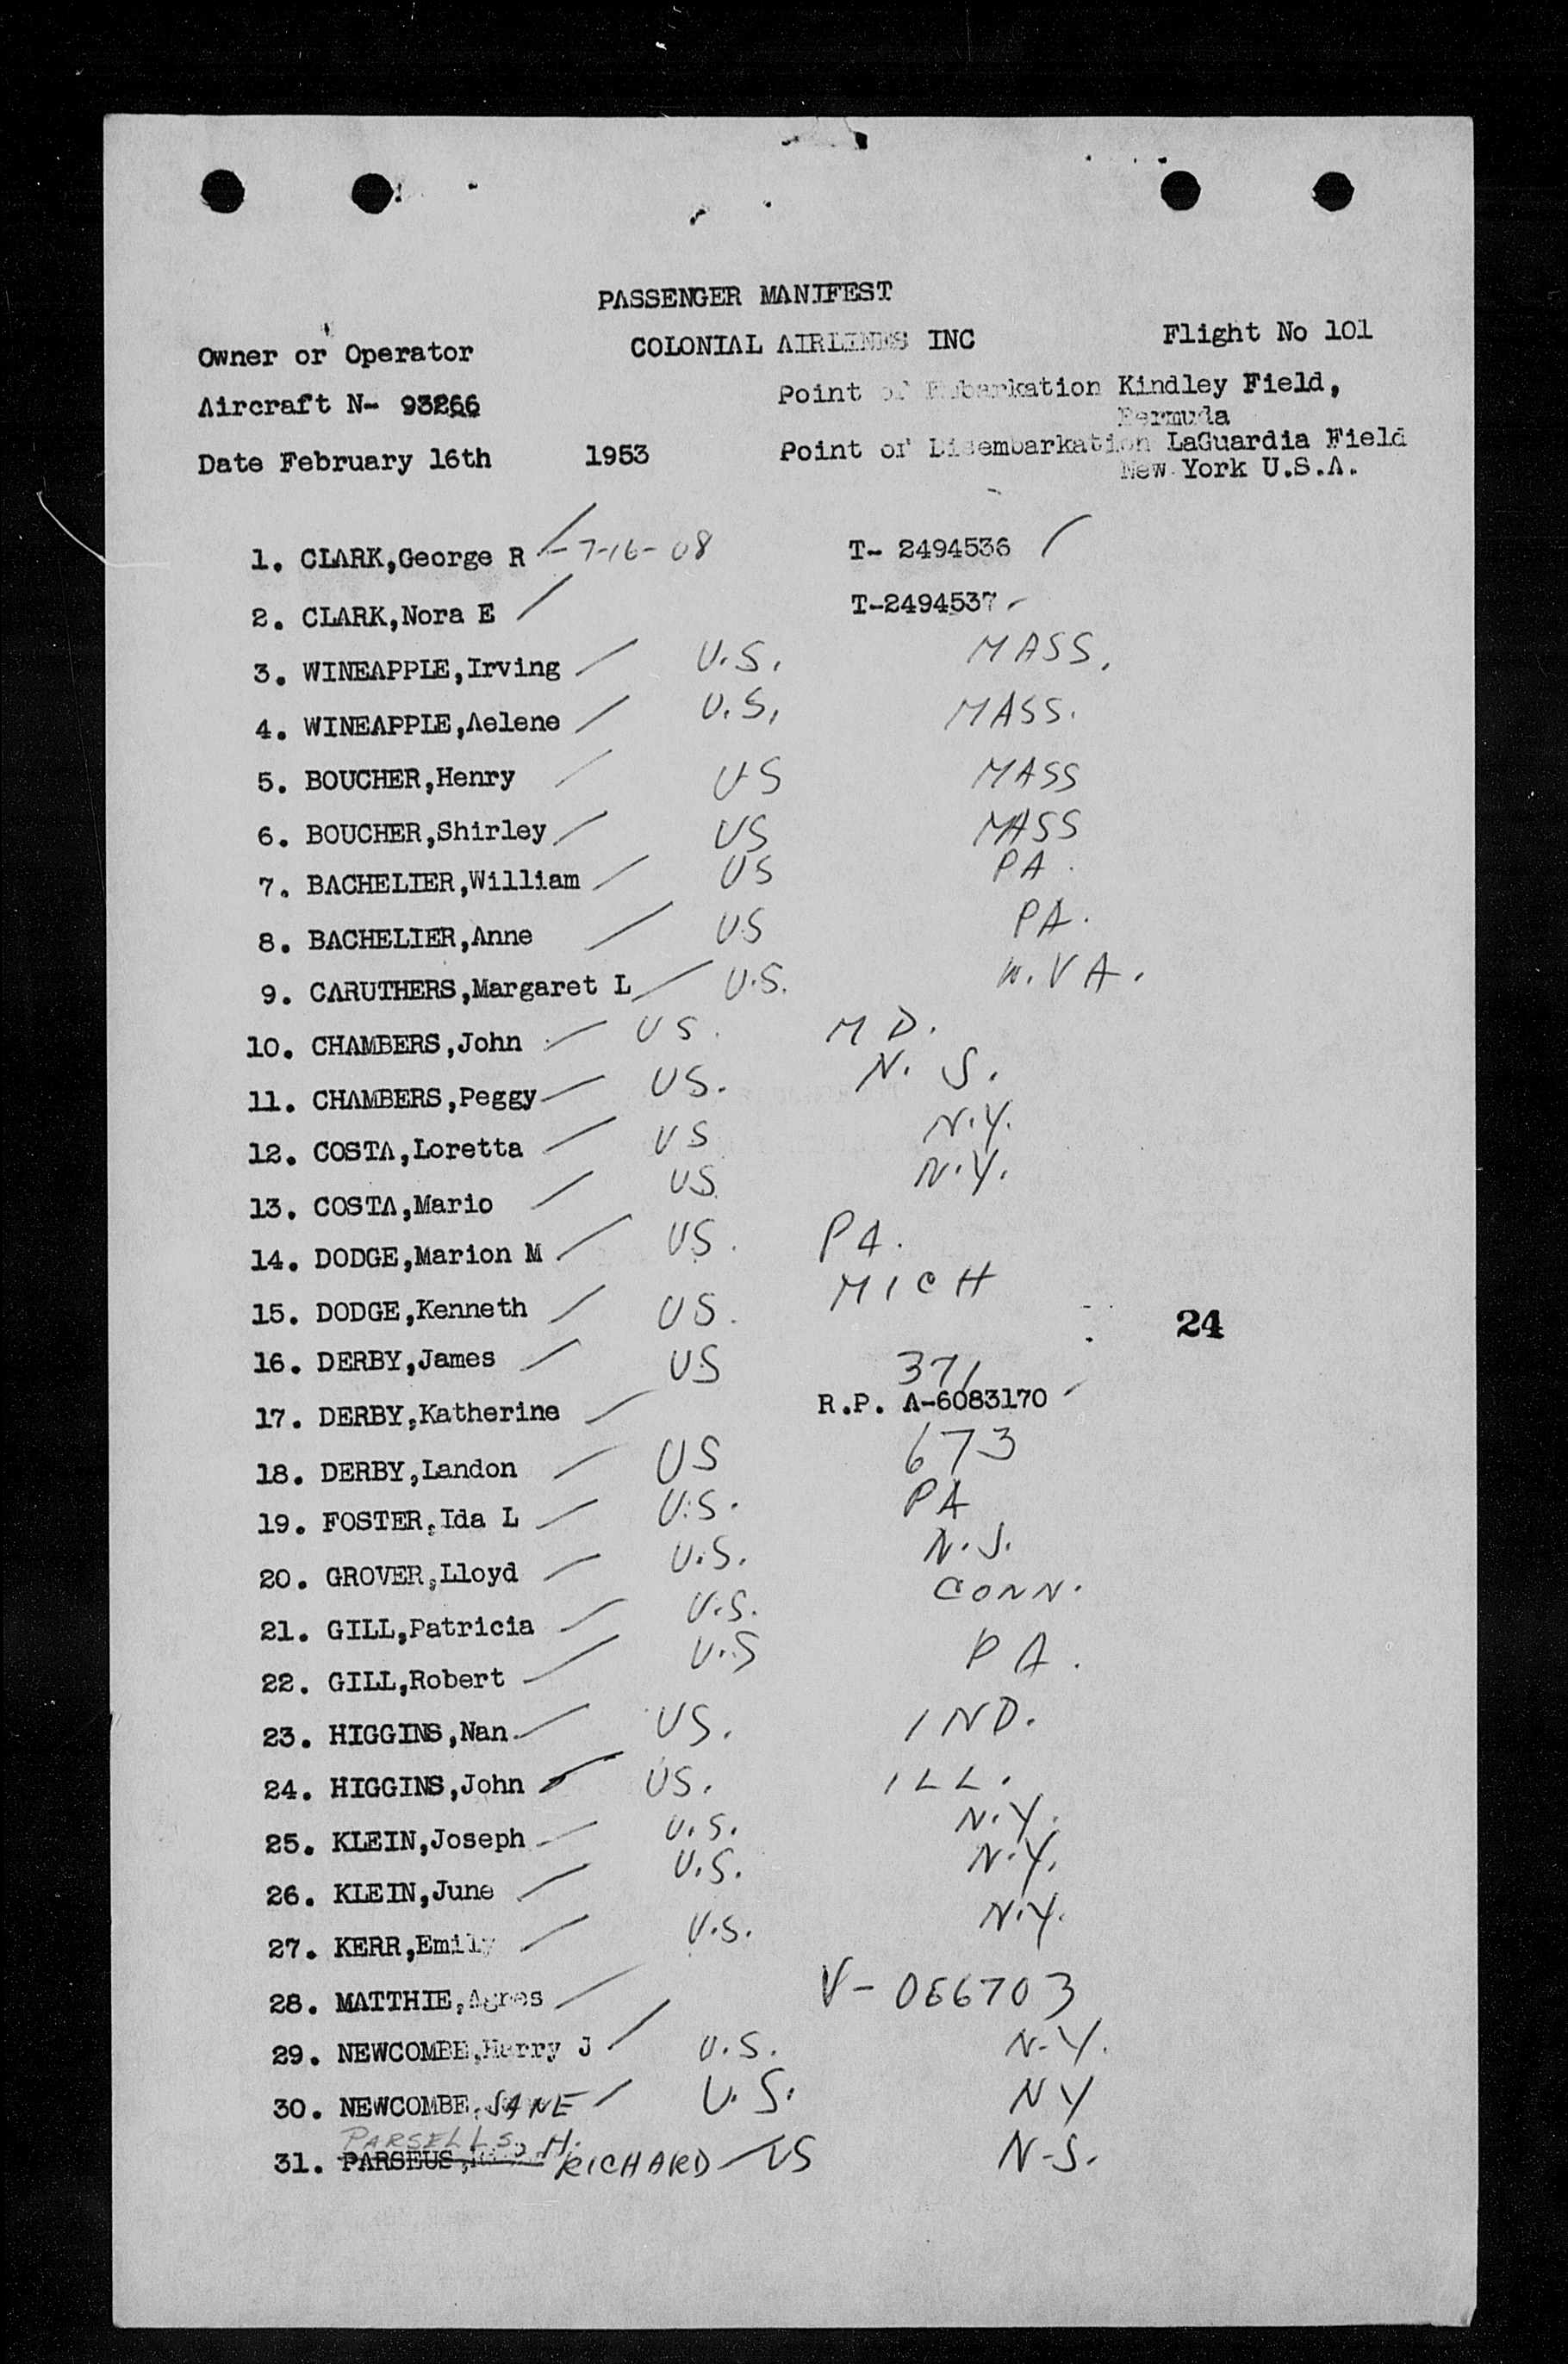 PASSENGER MANIFEST
Owner or Operator COLONIAL AIRLINES INC Flight No 101
Aircraft N- 93266 Point of Embarkation Kindley Field,
Bermuda
Date February 16th 1953 Point of Disembarkation LaGuardia Field
New York U.S.A.
1. CLARK,George R - 7-16-08 T- 2494536
2. CLARK,Nora E T-2494537
3. WINEAPPLE,Irving U.S. MASS.
4. WINEAPPLE,Aelene U.S. MASS.
5. BOUCHER,Henry US MASS
6. BOUCHER,Shirley US MASS
7. BACHELIER,William US PA.
8. BACHELIER,Anne US PA.
9. CARUTHERS,Margaret L U.S. W.VA.
10. CHAMBERS,John US. MD.
11. CHAMBERS,Peggy US. N.J.
12. COSTA,Loretta US N.Y.
13. COSTA,Mario US N.Y.
14. DODGE,Marion M US. PA.
15. DODGE,Kenneth US. MICH
24
16. DERBY,James US 371
17. DERBY,Katherine R.P. A-6083170
18. DERBY,Landon US 673
19. FOSTER,Ida L U.S. PA
20. GROVER,Lloyd U.S. N.J.
21. GILL,Patricia U.S. CONN.
22. GILL,Robert U.S PA.
23. HIGGINS,Nan US. IND.
24. HIGGINS,John US. ILL.
25. KLEIN,Joseph U.S. N.Y.
26. KLEIN,June U.S. N.Y.
27. KERR,Emily U.S. N.Y.
28. MATTHIE,Agnes V-066703
29. NEWCOMBE,Harry J U.S. N.Y.
30. NEWCOMBE,JANE U.S. NY
PARSELLS, H.
31. PARSEUS, RICHARD US N.J.